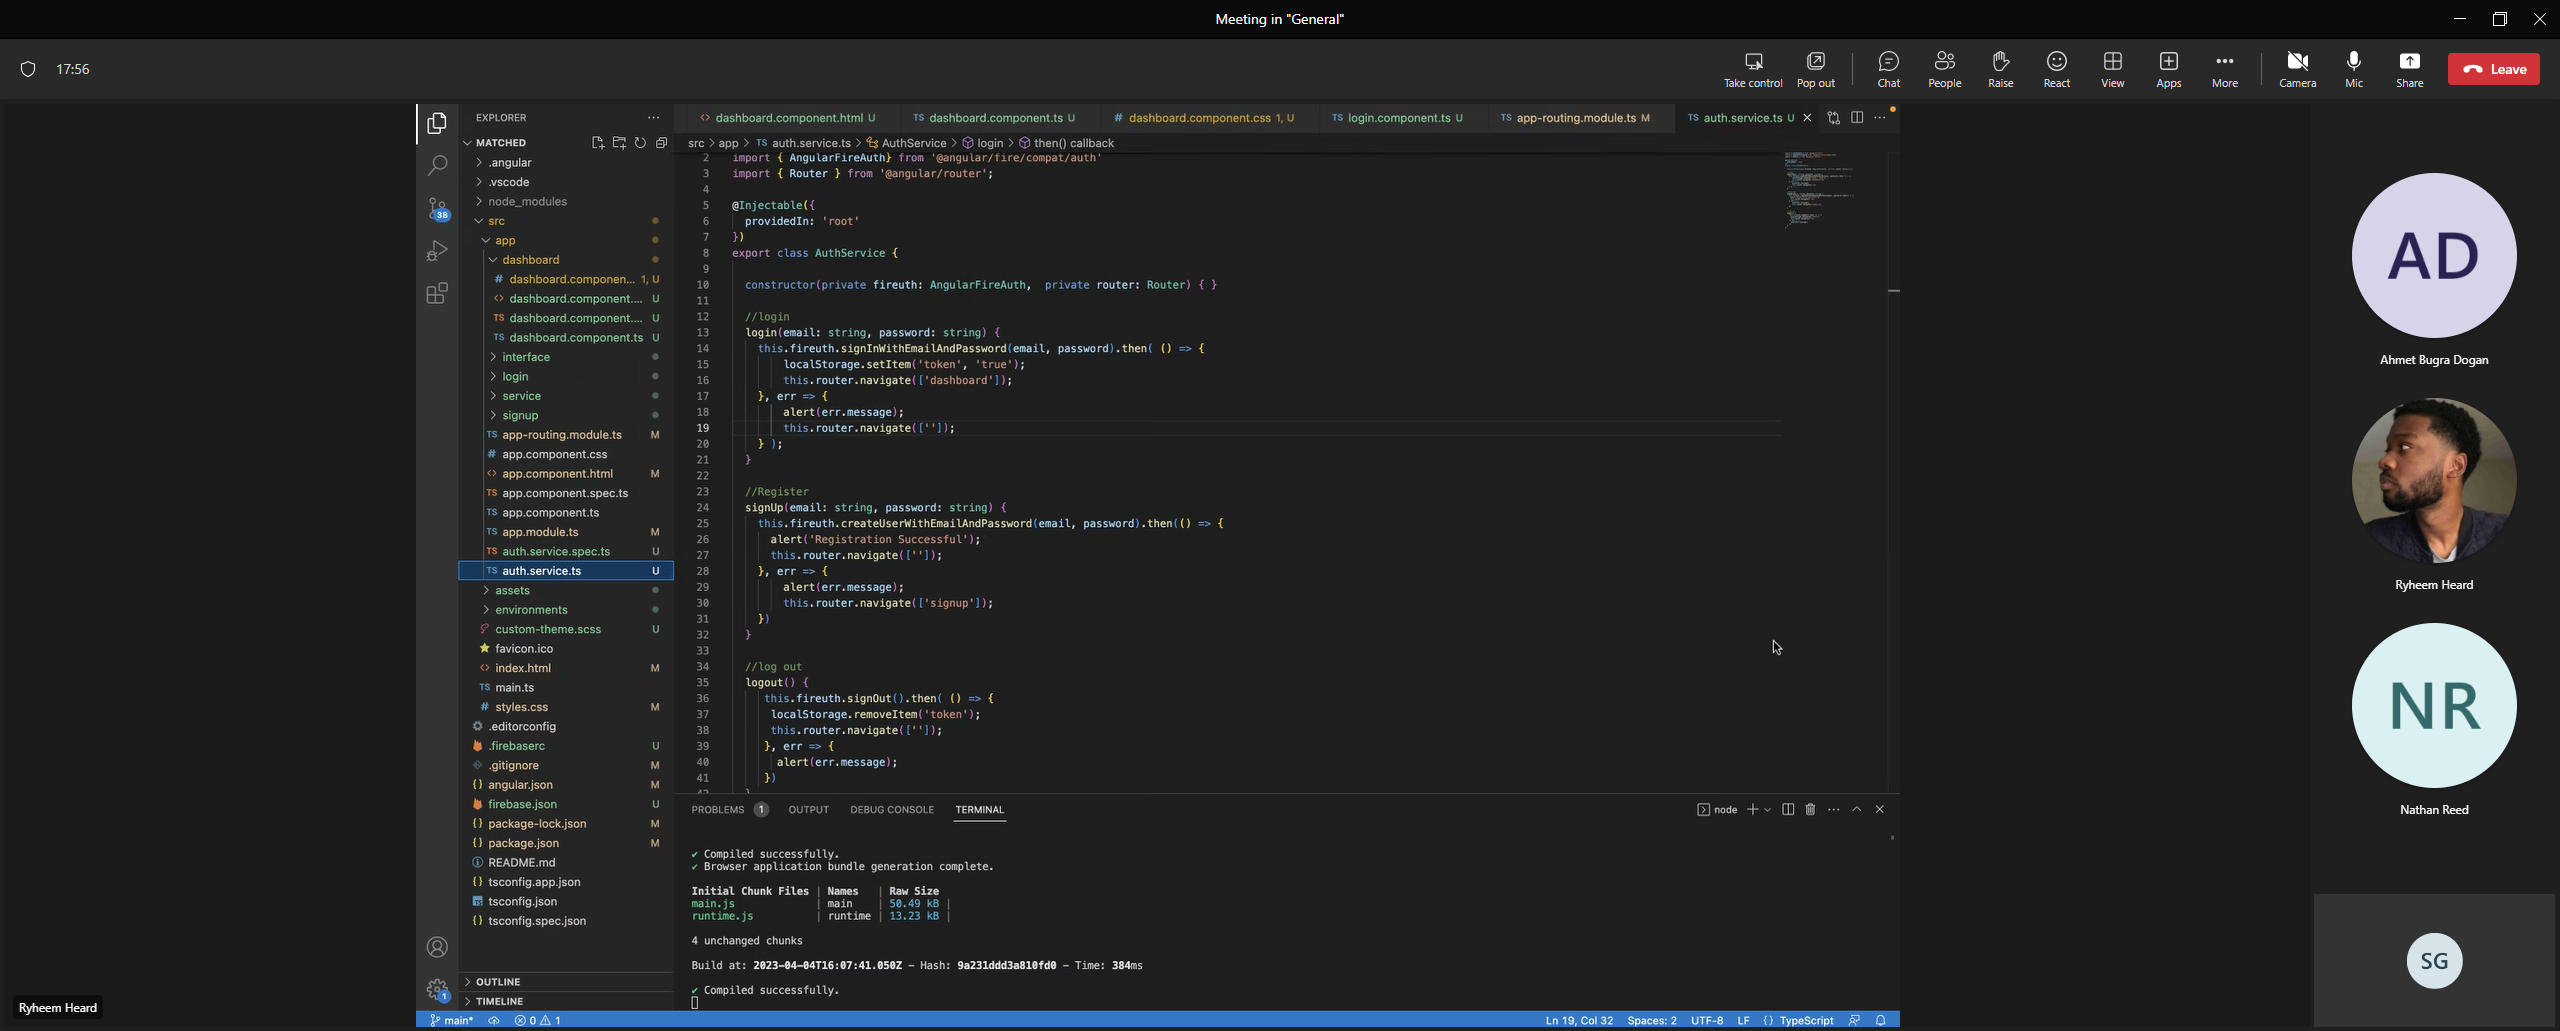 Meeting in "General"
17:56
Take control
Pop out
Chat
People
Raise
React
View
Apps
More
Camera
Mic
Share
Leave
EXPLORER
MATCHED
.angular
.vscode
node_modules
src
app
dashboard
# dashboard.componen... 1, U
<> dashboard.component.... U
TS dashboard.component.... U
TS dashboard.component.ts U
interface
login
service
signup
TS app-routing.module.ts M
# app.component.css
<> app.component.html M
TS app.component.spec.ts
TS app.component.ts
TS app.module.ts M
TS auth.service.spec.ts U
TS auth.service.ts U
assets
environments
custom-theme.scss U
favicon.ico
<> index.html M
TS main.ts
# styles.css M
.editorconfig
.firebaserc U
.gitignore M
{} angular.json M
firebase.json U
{} package-lock.json M
{} package.json M
README.md
{} tsconfig.app.json
tsconfig.json
{} tsconfig.spec.json
OUTLINE
TIMELINE
38
1
<> dashboard.component.html U
TS dashboard.component.ts U
# dashboard.component.css 1, U
TS login.component.ts U
TS app-routing.module.ts M
TS auth.service.ts U
src > app > TS auth.service.ts > AuthService > login > then() callback
2 import { AngularFireAuth} from '@angular/fire/compat/auth'
3 import { Router } from '@angular/router';
4
5 @Injectable({
6 providedIn: 'root'
7 })
8 export class AuthService {
9
10 constructor(private fireuth: AngularFireAuth, private router: Router) { }
11
12 //login
13 login(email: string, password: string) {
14 this.fireuth.signInWithEmailAndPassword(email, password).then( () => {
15 localStorage.setItem('token', 'true');
16 this.router.navigate(['dashboard']);
17 }, err => {
18 alert(err.message);
19 this.router.navigate(['']);
20 } );
21 }
22
23 //Register
24 signUp(email: string, password: string) {
25 this.fireuth.createUserWithEmailAndPassword(email, password).then(() => {
26 alert('Registration Successful');
27 this.router.navigate(['']);
28 }, err => {
29 alert(err.message);
30 this.router.navigate(['signup']);
31 })
32 }
33
34 //log out
35 logout() {
36 this.fireuth.signOut().then( () => {
37 localStorage.removeItem('token');
38 this.router.navigate(['']);
39 }, err => {
40 alert(err.message);
41 })
PROBLEMS 1 OUTPUT DEBUG CONSOLE TERMINAL
node
✔ Compiled successfully.
✔ Browser application bundle generation complete.
Initial Chunk Files | Names | Raw Size
main.js | main | 50.49 kB |
runtime.js | runtime | 13.23 kB |
4 unchanged chunks
Build at: 2023-04-04T16:07:41.050Z - Hash: 9a231ddd3a810fd0 - Time: 384ms
✔ Compiled successfully.
main*
0
1
Ln 19, Col 32
Spaces: 2
UTF-8
LF
{} TypeScript
Ryheem Heard
AD
Ahmet Bugra Dogan
Ryheem Heard
NR
Nathan Reed
SG